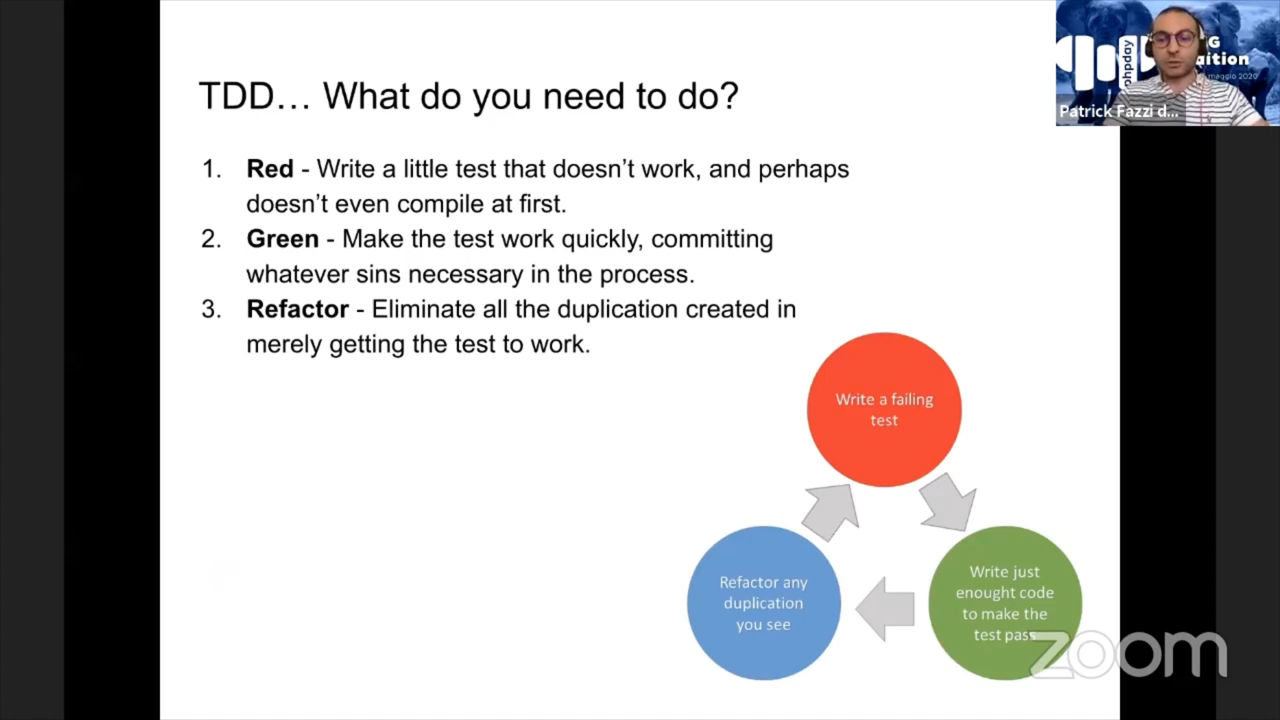 TDD… What do you need to do?
1. Red - Write a little test that doesn’t work, and perhaps
doesn’t even compile at first.
2. Green - Make the test work quickly, committing
whatever sins necessary in the process.
3. Refactor - Eliminate all the duplication created in
merely getting the test to work.
Write a failing
test
Write just
enought code
to make the
test pass
Refactor any
duplication
you see
phpday
maggio 2020
Patrick Fazzi d...
zoom